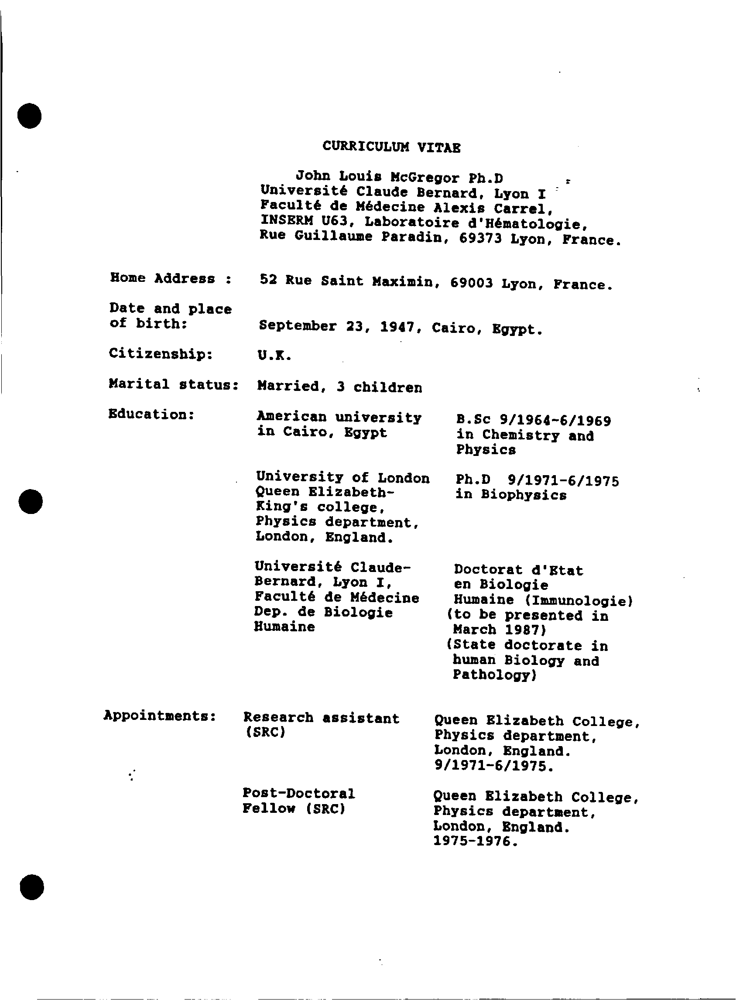 CURRICULUM VITAE
John Louis McGregor Ph.D
Université Claude Bernard, Lyon I
Faculté de Médecine Alexis Carrel,
INSERM U63, Laboratoire d'Hématologie,
Rue Guillaume Paradin, 69373 Lyon, France.
Home Address : 52 Rue Saint Maximin, 69003 Lyon, France.
Date and place
of birth: September 23, 1947, Cairo, Egypt.
Citizenship: U.K.
Marital status: Married, 3 children
Education: American university B.Sc 9/1964-6/1969
in Cairo, Egypt in Chemistry and
Physics
University of London Ph.D 9/1971-6/1975
Queen Elizabeth- in Biophysics
King's college,
Physics department,
London, England.
Université Claude- Doctorat d'Etat
Bernard, Lyon I, en Biologie
Faculté de Médecine Humaine (Immunologie)
Dep. de Biologie (to be presented in
Humaine March 1987)
(State doctorate in
human Biology and
Pathology)
Appointments: Research assistant Queen Elizabeth College,
(SRC) Physics department,
London, England.
9/1971-6/1975.
Post-Doctoral Queen Elizabeth College,
Fellow (SRC) Physics department,
London, England.
1975-1976.